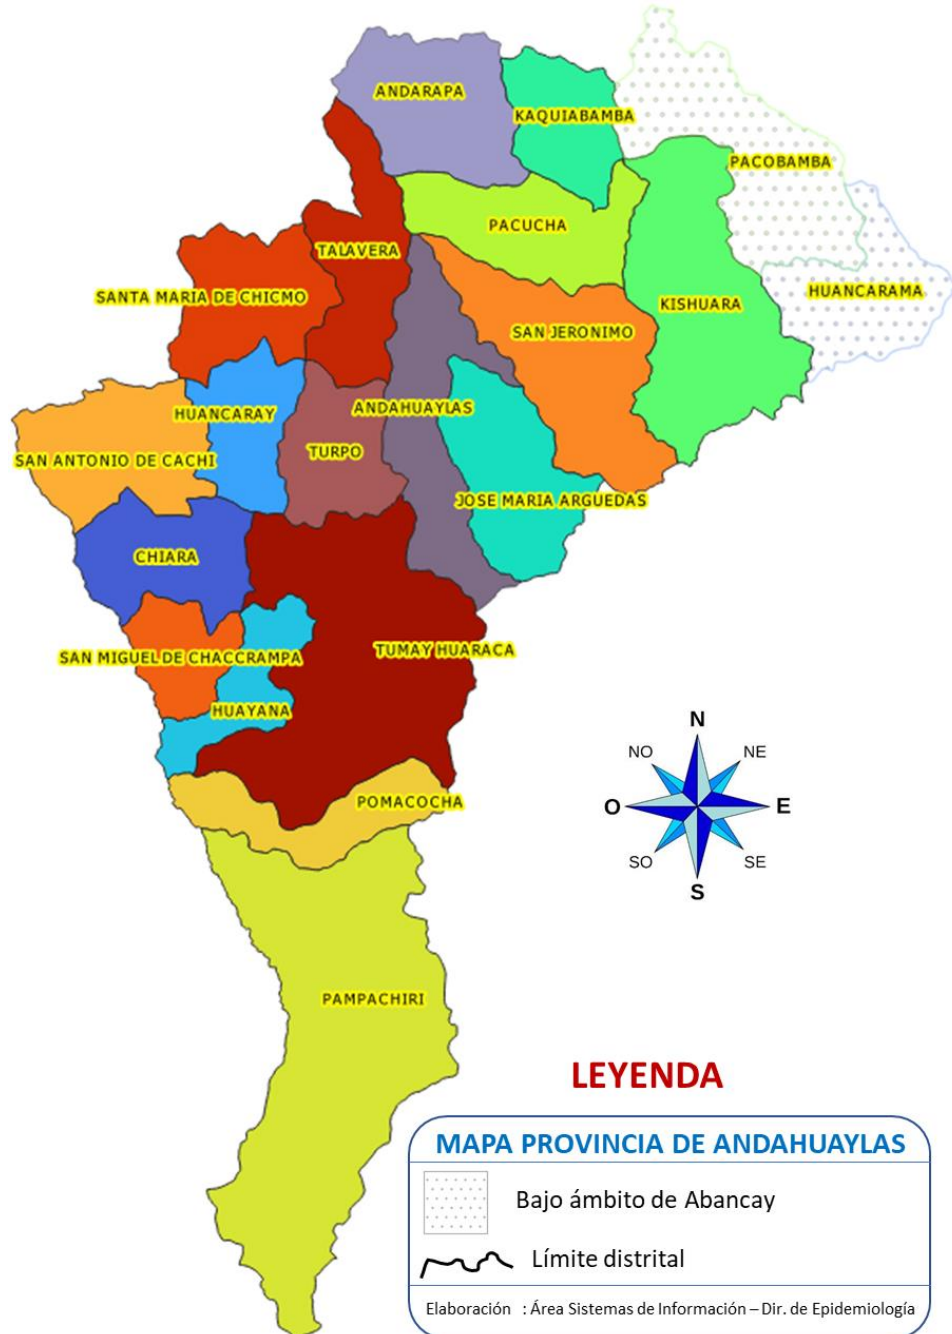 ANDARAPA
KAQUIABAMBA
PACOBAMBA
PACUCHA
TALAVERA
HUANCARAMA
SANTA MARIA DE CHICMO
KISHUARA
SAN JERONIMO
HUANCARAY
ANDAHUAYLAS
TURPO
SAN ANTONIO DE CACHI
JOSE MARIA ARGUEDAS
CHIARA
TUMAY HUARACA
SAN MIGUEL DE CHACCRAMPA
HUAYANA
POMACOCHA
PAMPACHIRI
N
NO
NE
O
E
SO
SE
S
LEYENDA
MAPA PROVINCIA DE ANDAHUAYLAS
Bajo ámbito de Abancay
Límite distrital
Elaboración : Área Sistemas de Información – Dir. de Epidemiología